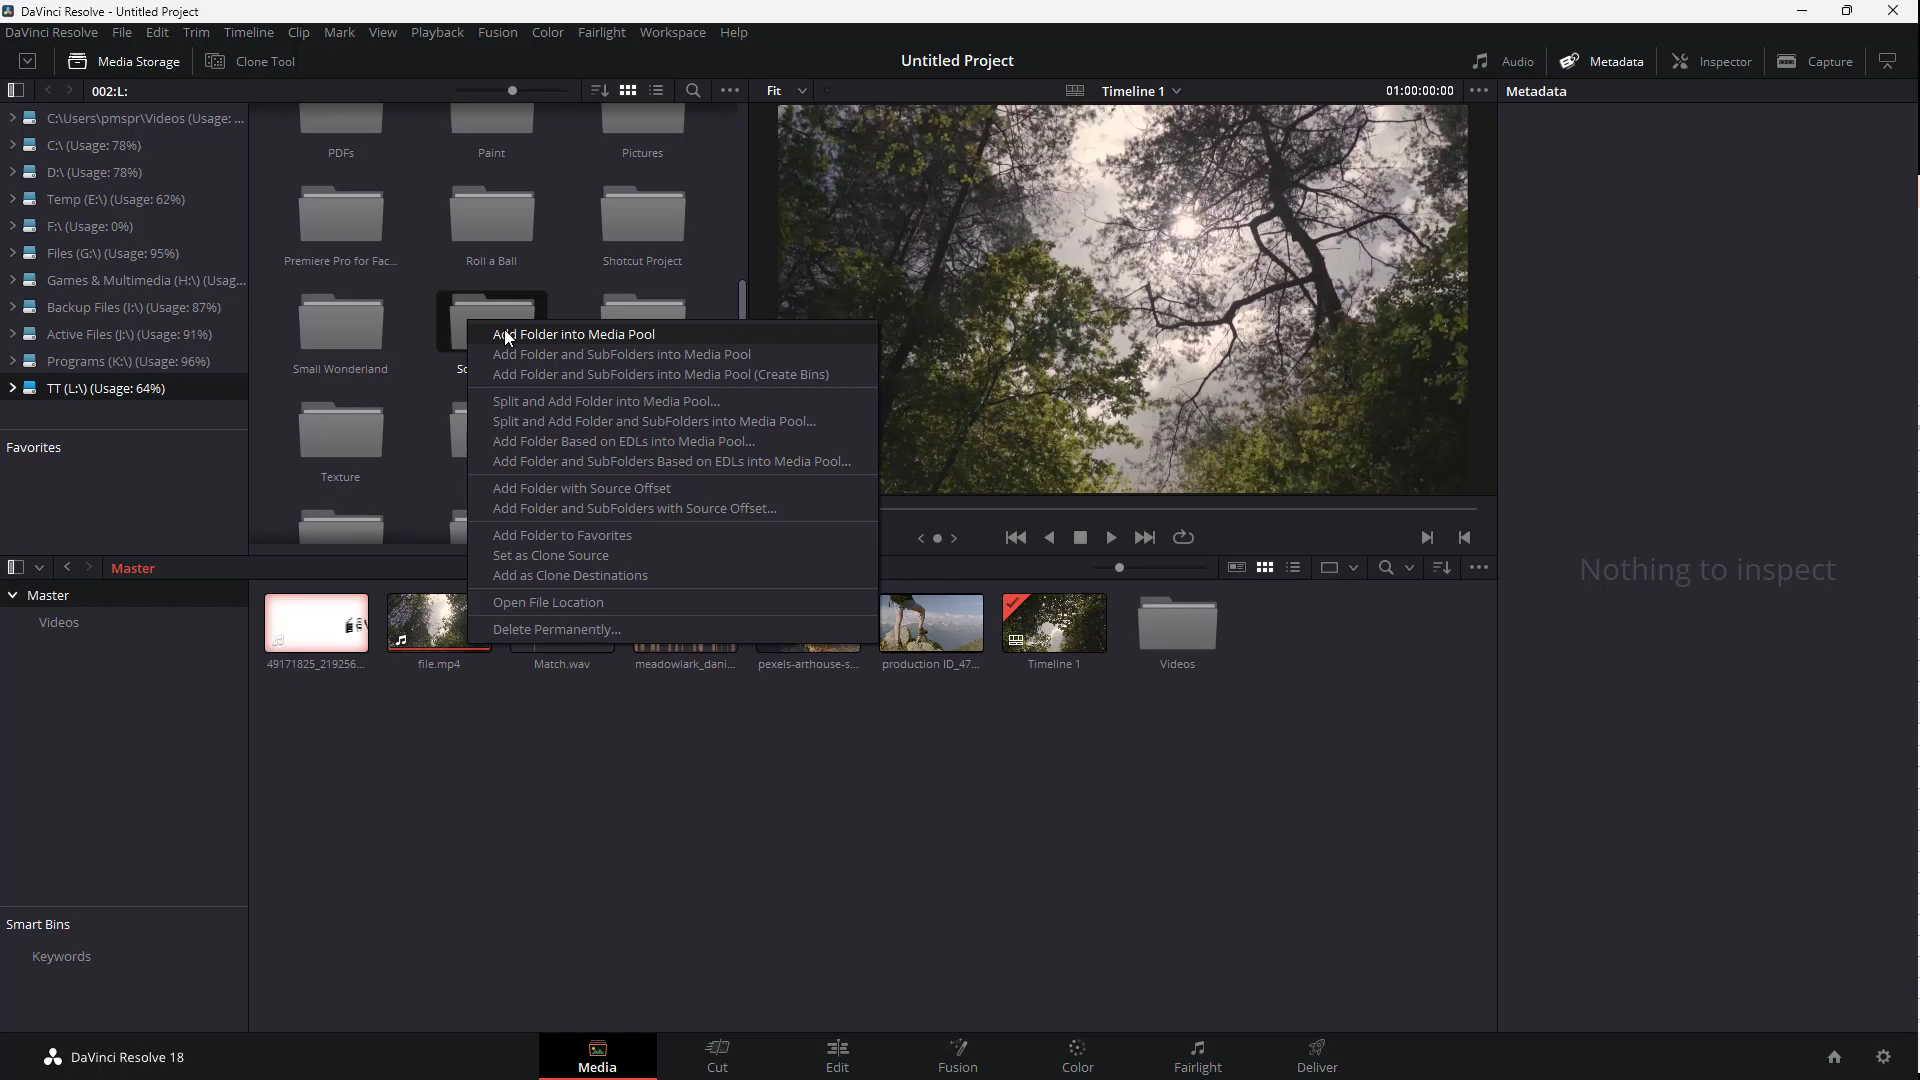 DaVinci Resolve - Untitled Project
DaVinci Resolve File Edit Trim Timeline Clip Mark View Playback Fusion Color Fairlight Workspace Help
Media Storage Clone Tool Untitled Project Audio Metadata Inspector Capture
002:L: Fit Timeline 1 01:00:00:00 Metadata
C:\Users\pmspr\Videos (Usage: ...
C:\ (Usage: 78%)
D:\ (Usage: 78%)
Temp (E:\) (Usage: 62%)
F:\ (Usage: 0%)
Files (G:\) (Usage: 95%)
Games & Multimedia (H:\) (Usag...
Backup Files (I:\) (Usage: 87%)
Active Files (J:\) (Usage: 91%)
Programs (K:\) (Usage: 96%)
TT (L:\) (Usage: 64%)
Favorites
PDFs Paint Pictures
Premiere Pro for Fac... Roll a Ball Shotcut Project
Small Wonderland
Texture
Add Folder into Media Pool
Add Folder and SubFolders into Media Pool
Add Folder and SubFolders into Media Pool (Create Bins)
Split and Add Folder into Media Pool...
Split and Add Folder and SubFolders into Media Pool...
Add Folder Based on EDLs into Media Pool...
Add Folder and SubFolders Based on EDLs into Media Pool...
Add Folder with Source Offset
Add Folder and SubFolders with Source Offset...
Add Folder to Favorites
Set as Clone Source
Add as Clone Destinations
Open File Location
Delete Permanently...
Nothing to inspect
Master
Master
Videos
49171825_219256... file.mp4 Match.wav meadowlark_dani... pexels-arthouse-s... production ID_47... Timeline 1 Videos
Smart Bins
Keywords
DaVinci Resolve 18 Media Cut Edit Fusion Color Fairlight Deliver